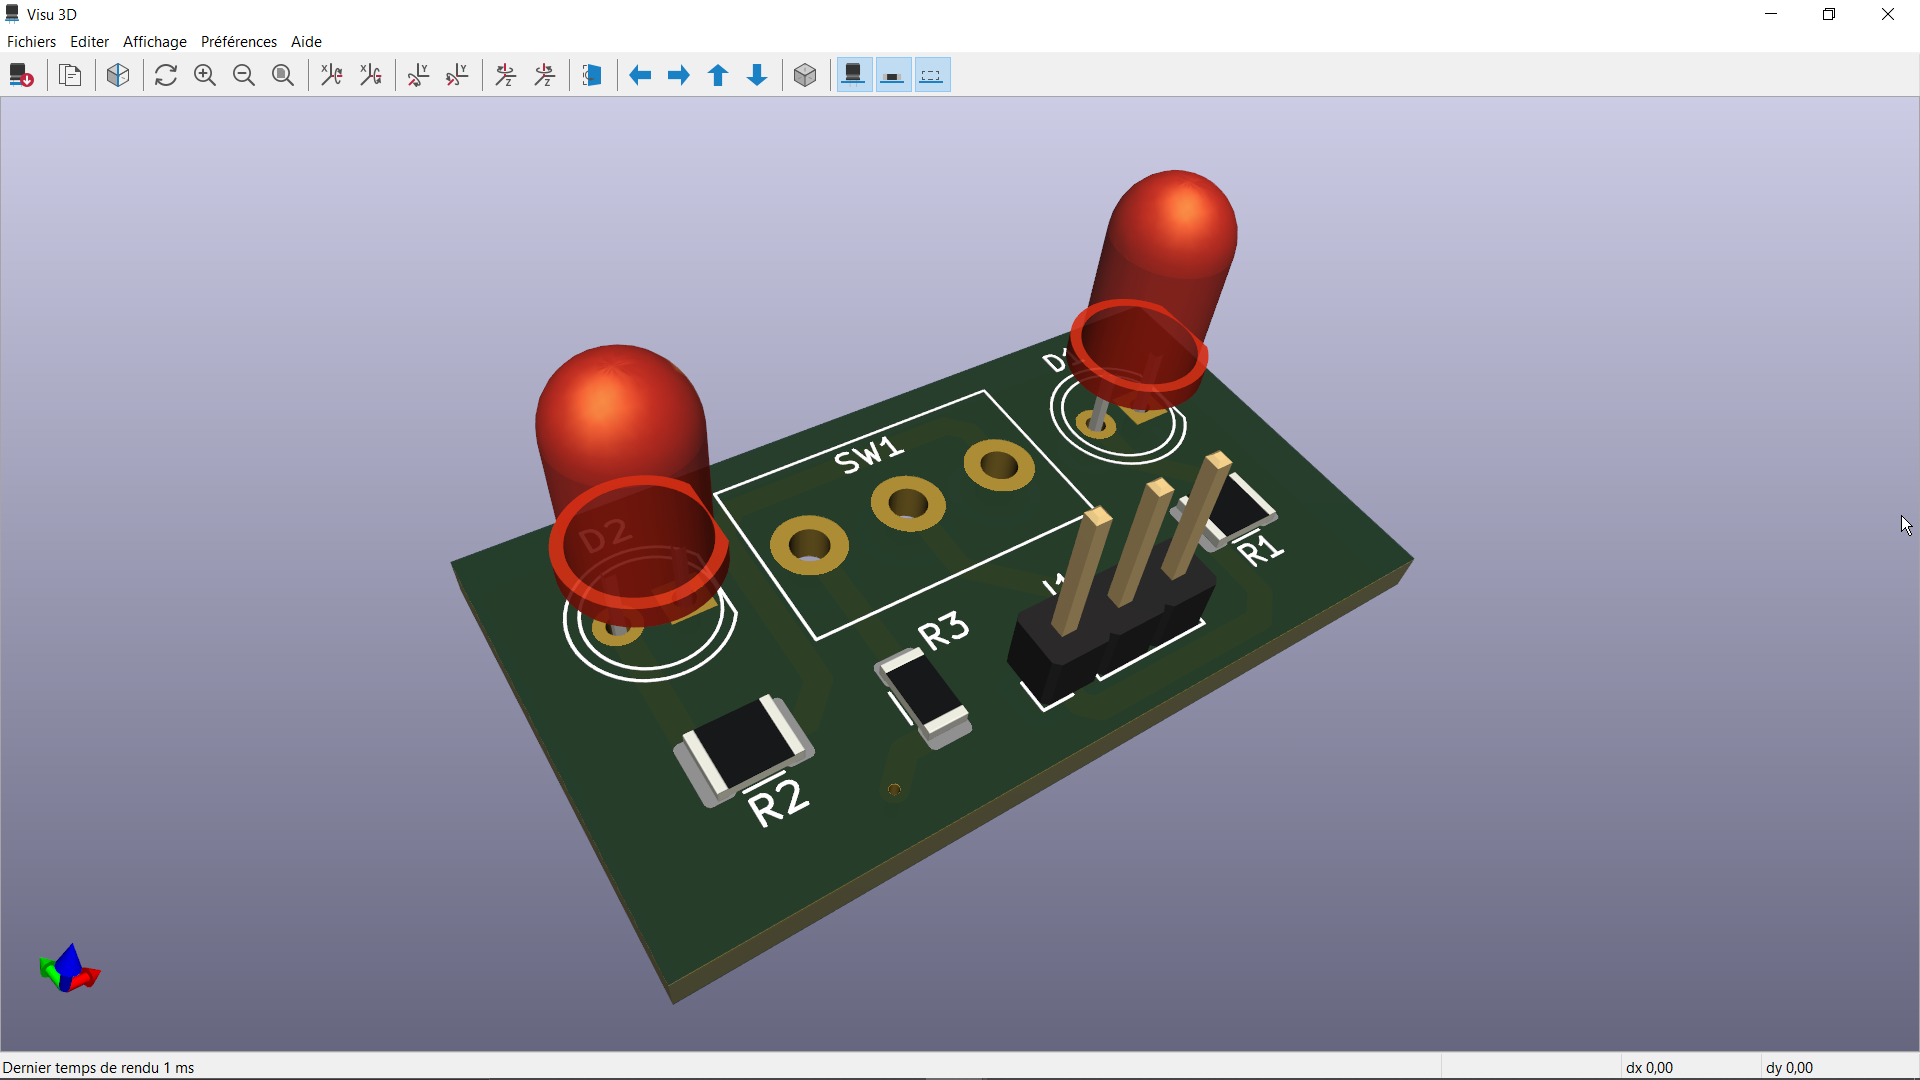 Visu 3D
Fichiers Editer Affichage Préférences Aide
D1
SW1
D2
R1
J1
R3
R2
Dernier temps de rendu 1 ms
dx 0,00
dy 0,00